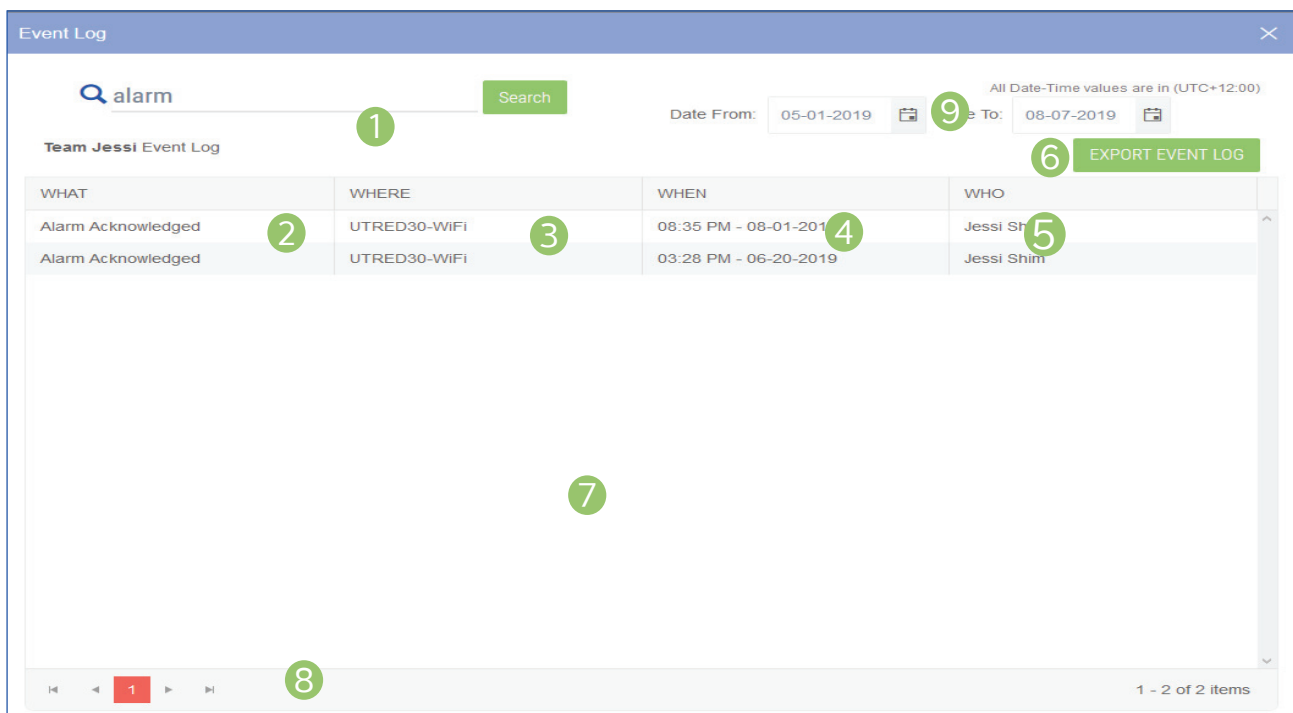 Event Log
alarm
Search
All Date-Time values are in (UTC+12:00)
Date From: 05-01-2019 9 e To: 08-07-2019
1
Team Jessi Event Log
6 EXPORT EVENT LOG
WHAT WHERE WHEN WHO
Alarm Acknowledged 2 UTRED30-WiFi 3 08:35 PM - 08-01-201 4 Jessi Sh 5
Alarm Acknowledged UTRED30-WiFi 03:28 PM - 06-20-2019 Jessi Shim
7
1 8 1 - 2 of 2 items